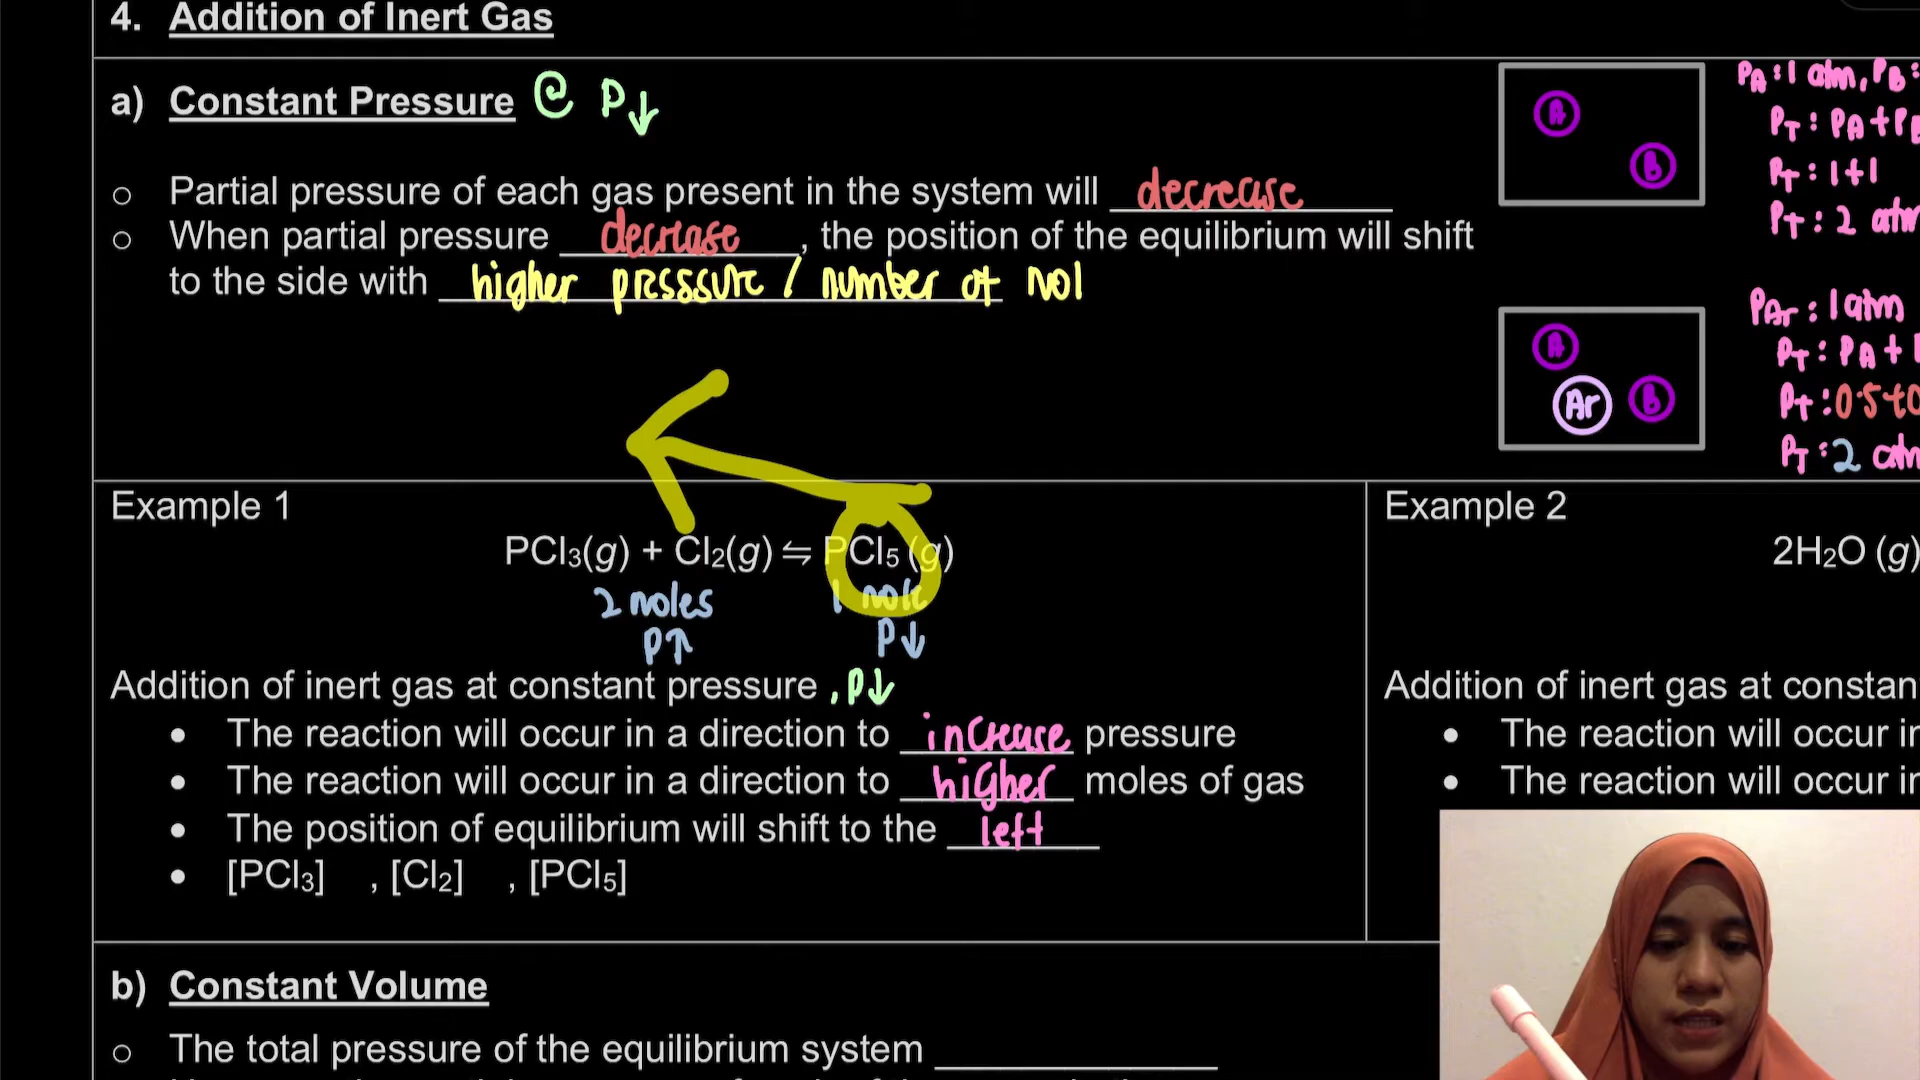 4. Addition of Inert Gas
a) Constant Pressure @ P↓
○ Partial pressure of each gas present in the system will decrease
○ When partial pressure decrease, the position of the equilibrium will shift
to the side with higher presssure / number of mol
A
B
PA : 1 atm, PB :
PT : PA + PB
PT : 1+1
PT : 2 atm
A
Ar B
PAr : 1 atm
PT : PA +
PT : 0.5 +0
PT : 2 atm
Example 1
PCl₃(g) + Cl₂(g) ⇋ PCl₅ (g)
2 moles 1 mole
P↑ P↓
Addition of inert gas at constant pressure , P↓
• The reaction will occur in a direction to increase pressure
• The reaction will occur in a direction to higher moles of gas
• The position of equilibrium will shift to the left
• [PCl₃] , [Cl₂] , [PCl₅]
Example 2
2H₂O (g)
Addition of inert gas at constan
• The reaction will occur in
• The reaction will occur in
b) Constant Volume
○ The total pressure of the equilibrium system